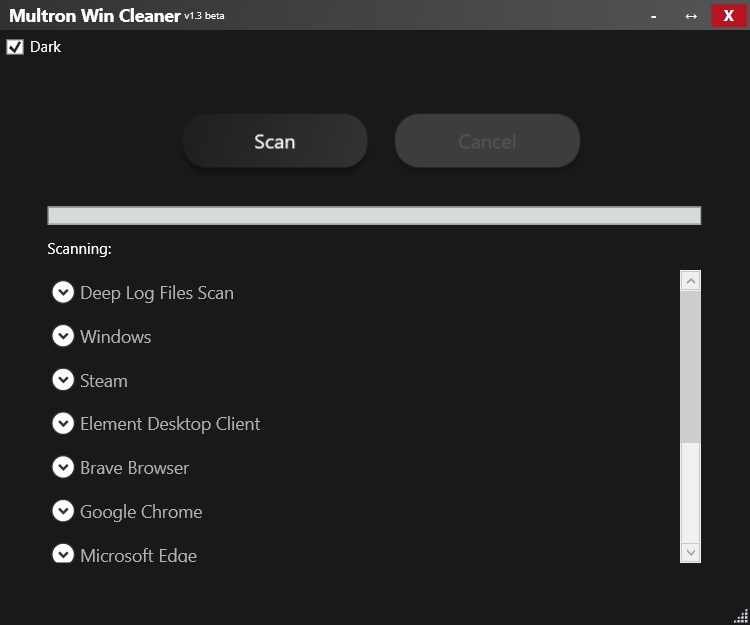 Multron Win Cleaner v1.3 beta - ↔ X
Dark
Scan Cancel
Scanning:
Deep Log Files Scan
Windows
Steam
Element Desktop Client
Brave Browser
Google Chrome
Microsoft Edge